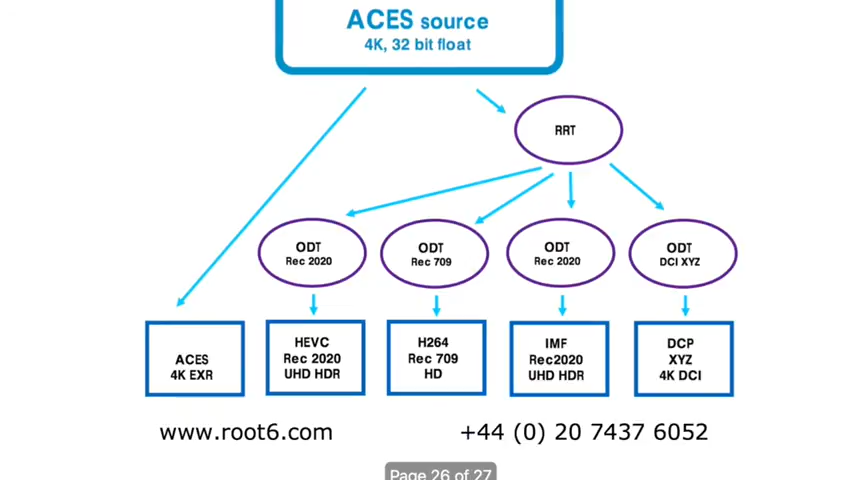 ACES source
4K, 32 bit float
RRT
ODT
Rec 2020
ODT
Rec 709
ODT
Rec 2020
ODT
DCI XYZ
ACES
4K EXR
HEVC
Rec 2020
UHD HDR
H264
Rec 709
HD
IMF
Rec2020
UHD HDR
DCP
XYZ
4K DCI
www.root6.com
+44 (0) 20 7437 6052
Page 26 of 27